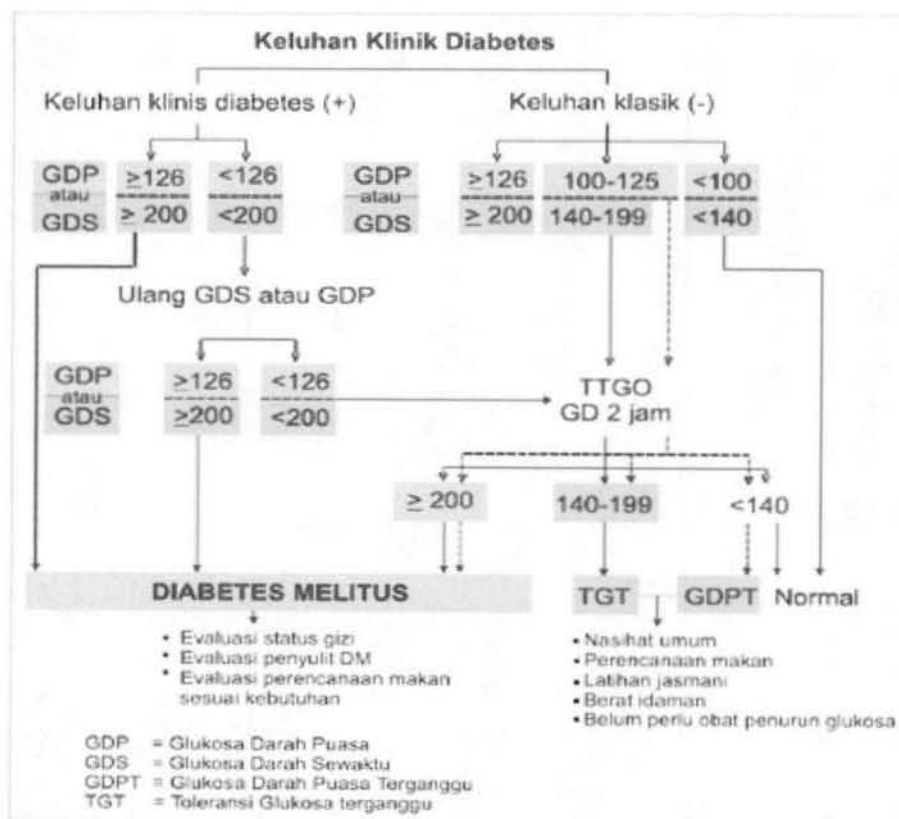 Keluhan Klinik Diabetes
Keluhan klinis diabetes (+)
Keluhan klasik (-)
GDP
atau
GDS
≥126
≥ 200
<126
<200
GDP
atau
GDS
≥126
≥ 200
100-125
140-199
<100
<140
Ulang GDS atau GDP
GDP
atau
GDS
≥126
≥200
<126
<200
TTGO
GD 2 jam
≥ 200
140-199
<140
DIABETES MELITUS
TGT
GDPT
Normal
• Evaluasi status gizi
• Evaluasi penyulit DM
• Evaluasi perencanaan makan
sesuai kebutuhan
• Nasihat umum
• Perencanaan makan
• Latihan jasmani
• Berat idaman
• Belum perlu obat penurun glukosa
GDP = Glukosa Darah Puasa
GDS = Glukosa Darah Sewaktu
GDPT = Glukosa Darah Puasa Terganggu
TGT = Toleransi Glukosa terganggu